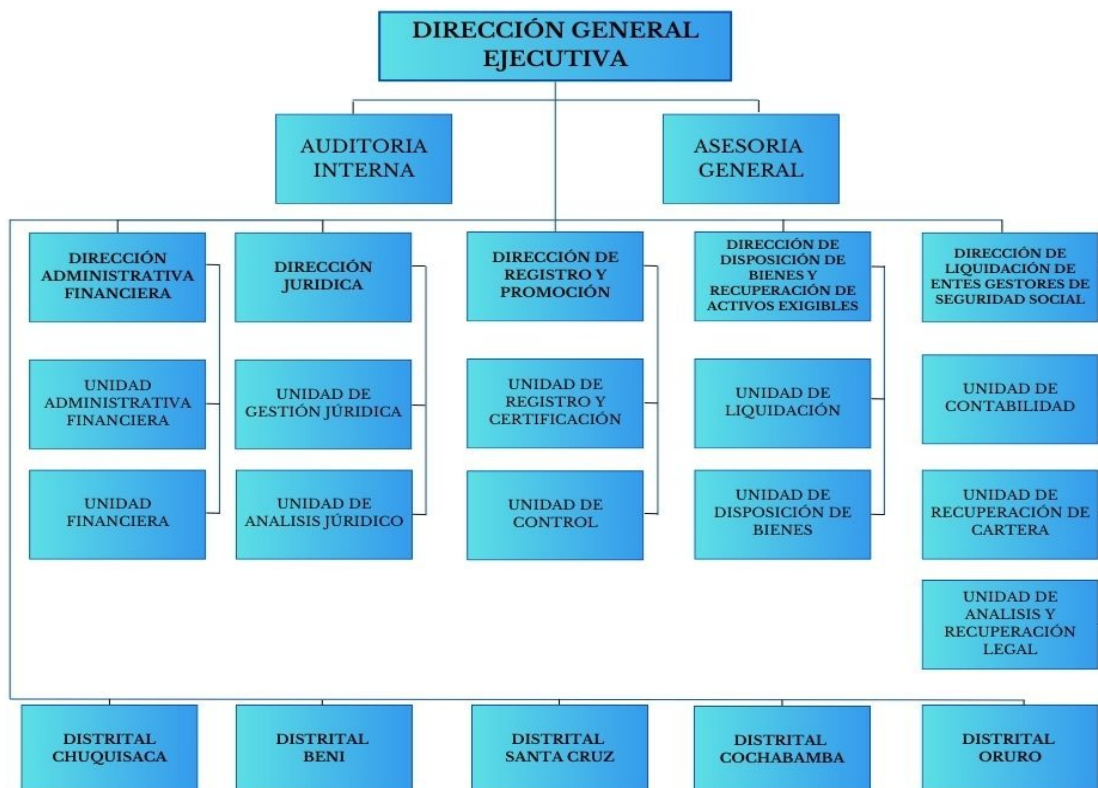 DIRECCIÓN GENERAL
EJECUTIVA
AUDITORIA
INTERNA
ASESORIA
GENERAL
DIRECCIÓN
ADMINISTRATIVA
FINANCIERA
DIRECCIÓN
JURIDICA
DIRECCIÓN DE
REGISTRO Y
PROMOCIÓN
DIRECCIÓN DE
DISPOSICIÓN DE
BIENES Y
RECUPERACIÓN DE
ACTIVOS EXIGIBLES
DIRECCIÓN DE
LIQUIDACIÓN DE
ENTES GESTORES DE
SEGURIDAD SOCIAL
UNIDAD
ADMINISTRATIVA
FINANCIERA
UNIDAD DE
GESTIÓN JÚRIDICA
UNIDAD DE
REGISTRO Y
CERTIFICACIÓN
UNIDAD DE
LIQUIDACIÓN
UNIDAD DE
CONTABILIDAD
UNIDAD
FINANCIERA
UNIDAD DE
ANALISIS JÚRIDICO
UNIDAD DE
CONTROL
UNIDAD DE
DISPOSICIÓN DE
BIENES
UNIDAD DE
RECUPERACIÓN DE
CARTERA
UNIDAD DE
ANALISIS Y
RECUPERACIÓN
LEGAL
DISTRITAL
CHUQUISACA
DISTRITAL
BENI
DISTRITAL
SANTA CRUZ
DISTRITAL
COCHABAMBA
DISTRITAL
ORURO